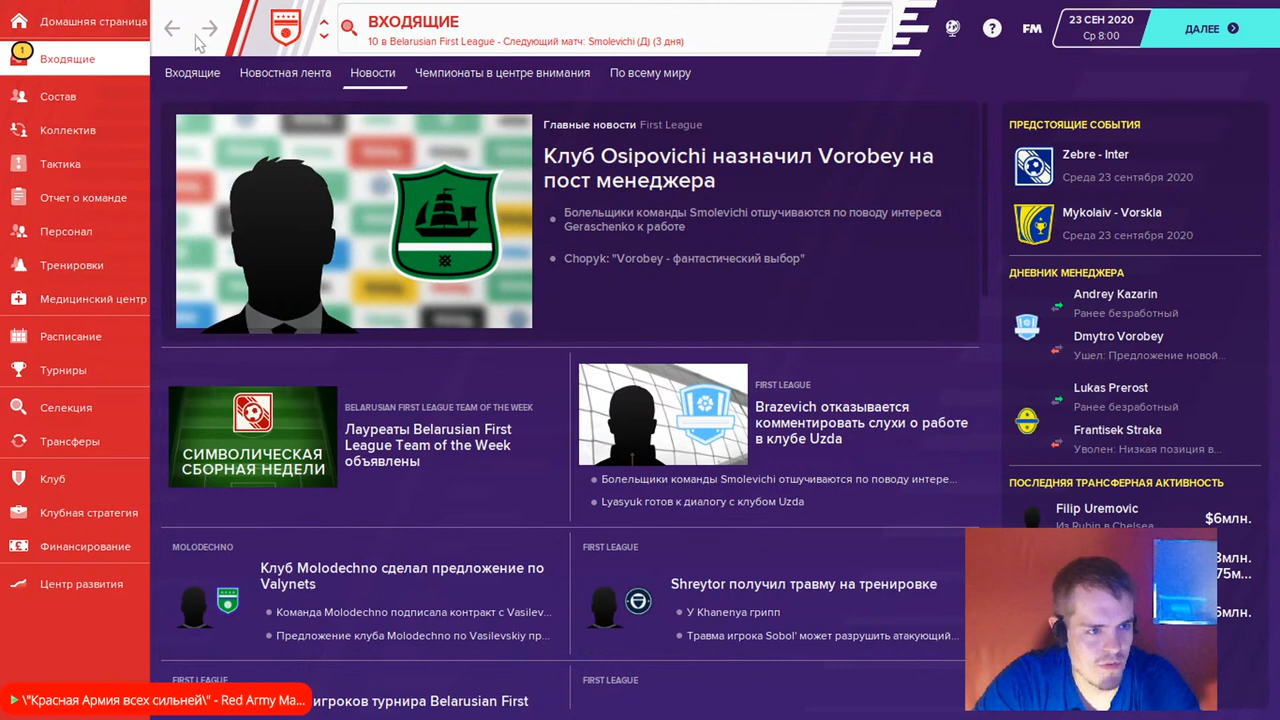 Домашняя страница
1
Входящие
Состав
Коллектив
Тактика
Отчет о команде
Персонал
Тренировки
Медицинский центр
Расписание
Турниры
Селекция
Трансферы
Клуб
Клубная стратегия
Финансирование
Центр развития
ВХОДЯЩИЕ
10 в Belarusian First League - Следующий матч: Smolevichi (Д) (3 дня)
?
FM
23 СЕН 2020
Ср 8:00
ДАЛЕЕ
Входящие Новостная лента Новости Чемпионаты в центре внимания По всему миру
Главные новости First League
Клуб Osipovichi назначил Vorobey на
пост менеджера
Болельщики команды Smolevichi отшучиваются по поводу интереса
Geraschenko к работе
Chopyk: "Vorobey - фантастический выбор"
СИМВОЛИЧЕСКАЯ
СБОРНАЯ НЕДЕЛИ
BELARUSIAN FIRST LEAGUE TEAM OF THE WEEK
Лауреаты Belarusian First
League Team of the Week
объявлены
FIRST LEAGUE
Brazevich отказывается
комментировать слухи о работе
в клубе Uzda
Болельщики команды Smolevichi отшучиваются по поводу интере...
Lyasyuk готов к диалогу с клубом Uzda
MOLODECHNO
Клуб Molodechno сделал предложение по
Valynets
Команда Molodechno подписала контракт с Vasilev...
Предложение клуба Molodechno по Vasilevskiy пр...
FIRST LEAGUE
Shreytor получил травму на тренировке
У Khanenya грипп
Травма игрока Sobol' может разрушить атакующий...
FIRST LEAGUE
игроков турнира Belarusian First
FIRST LEAGUE
ПРЕДСТОЯЩИЕ СОБЫТИЯ
Zebre - Inter
Среда 23 сентября 2020
Mykolaiv - Vorskla
Среда 23 сентября 2020
ДНЕВНИК МЕНЕДЖЕРА
Andrey Kazarin
Ранее безработный
Dmytro Vorobey
Ушел: Предложение новой...
Lukas Prerost
Ранее безработный
Frantisek Straka
Уволен: Низкая позиция в...
ПОСЛЕДНЯЯ ТРАНСФЕРНАЯ АКТИВНОСТЬ
Filip Uremovic
Из Rubin в Chelsea
$6млн.
\"Красная Армия всех сильней\" - Red Army Ma...